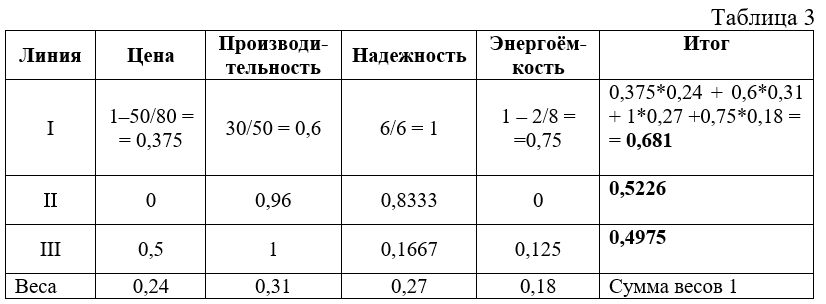 Таблица 3
Линия Цена Производи-тельность Надежность Энергоём-кость Итог
I 1–50/80 = = 0,375 30/50 = 0,6 6/6 = 1 1 – 2/8 = =0,75 0,375*0,24 + 0,6*0,31 + 1*0,27 +0,75*0,18 = = 0,681
II 0 0,96 0,8333 0 0,5226
III 0,5 1 0,1667 0,125 0,4975
Веса 0,24 0,31 0,27 0,18 Сумма весов 1